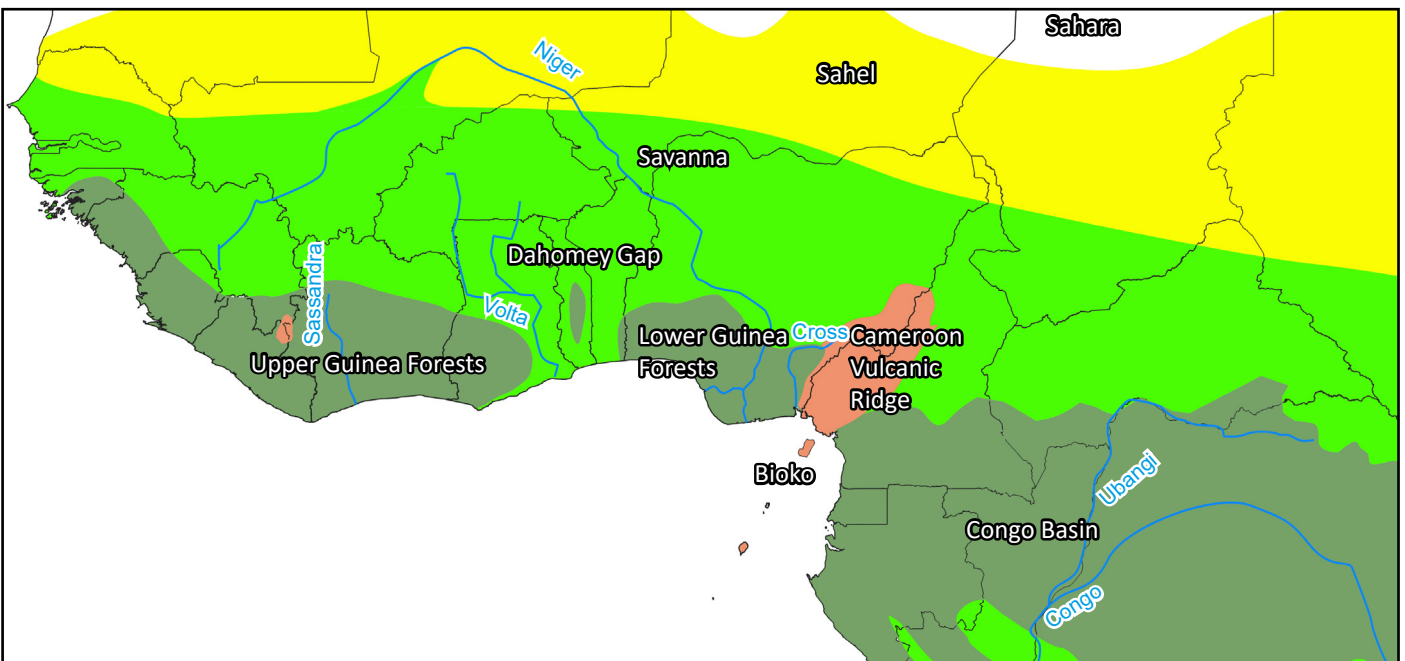 Sahara
Niger
Sahel
Savanna
Dahomey Gap
Sassandra
Volta
Upper Guinea Forests
Lower Guinea
Forests
Cross
Cameroon
Vulcanic
Ridge
Bioko
Ubangi
Congo Basin
Congo